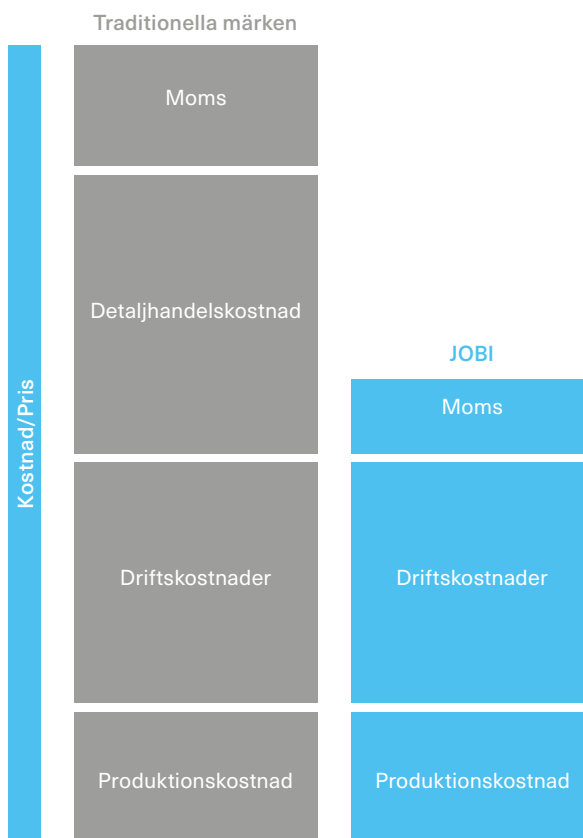 Traditionella märken
Moms
Detaljhandelskostnad
Driftskostnader
Produktionskostnad
JOBI
Moms
Driftskostnader
Produktionskostnad
Kostnad/Pris